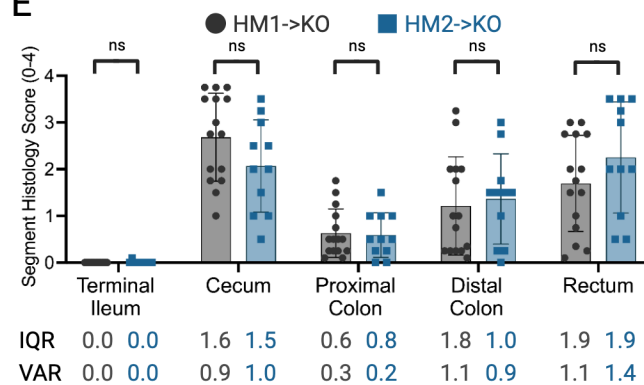 E
HM1->KO HM2->KO
ns ns ns ns ns
Segment Histology Score (0-4)
4
3
2
1
0
Terminal Ileum Cecum Proximal Colon Distal Colon Rectum
IQR 0.0 0.0 1.6 1.5 0.6 0.8 1.8 1.0 1.9 1.9
VAR 0.0 0.0 0.9 1.0 0.3 0.2 1.1 0.9 1.1 1.4